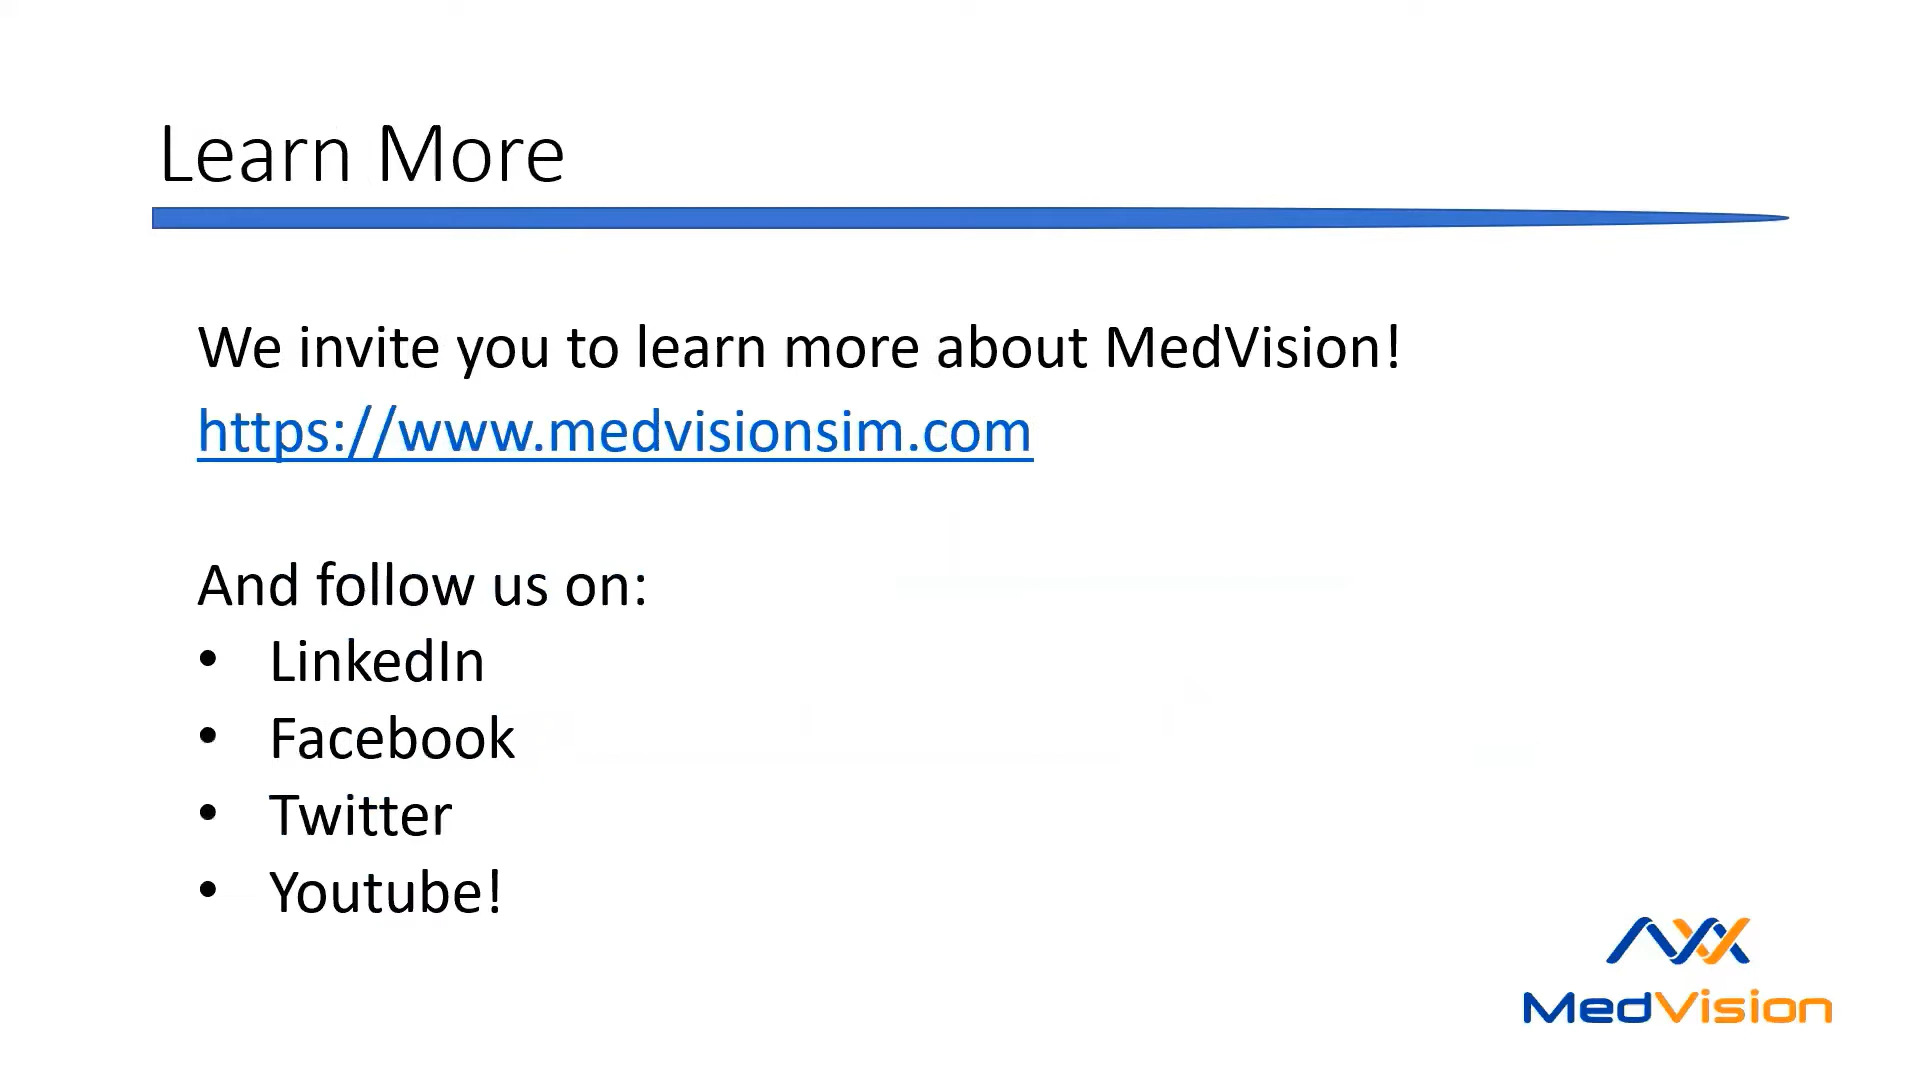 Learn More
We invite you to learn more about MedVision!
https://www.medvisionsim.com
And follow us on:
• LinkedIn
• Facebook
• Twitter
• Youtube!
MedVision